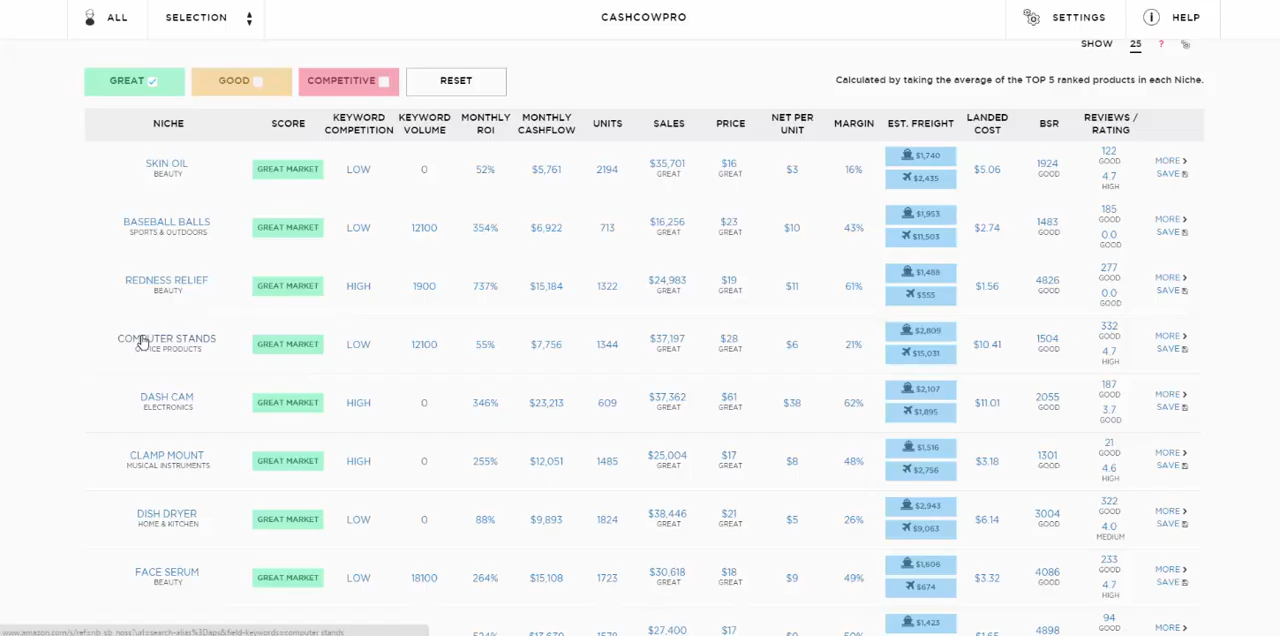 ALL SELECTION CASHCOWPRO SETTINGS HELP
SHOW 25 ?
GREAT GOOD COMPETITIVE RESET Calculated by taking the average of the TOP 5 ranked products in each Niche.
NICHE SCORE KEYWORD COMPETITION KEYWORD VOLUME MONTHLY ROI MONTHLY CASHFLOW UNITS SALES PRICE NET PER UNIT MARGIN EST. FREIGHT LANDED COST BSR REVIEWS / RATING
SKIN OIL BEAUTY GREAT MARKET LOW 0 52% $5,761 2194 $35,701 GREAT $16 GREAT $3 16% $1,740 $2,435 $5.06 1924 GOOD 122 GOOD 4.7 HIGH MORE SAVE
BASEBALL BALLS SPORTS & OUTDOORS GREAT MARKET LOW 12100 354% $6,922 713 $16,256 GREAT $23 GREAT $10 43% $1,953 $11,503 $2.74 1483 GOOD 185 GOOD 0.0 GOOD MORE SAVE
REDNESS RELIEF BEAUTY GREAT MARKET HIGH 1900 737% $15,184 1322 $24,983 GREAT $19 GREAT $11 61% $1,488 $555 $1.56 4826 GOOD 277 GOOD 0.0 GOOD MORE SAVE
COMPUTER STANDS OFFICE PRODUCTS GREAT MARKET LOW 12100 55% $7,756 1344 $37,197 GREAT $28 GREAT $6 21% $2,809 $15,031 $10.41 1504 GOOD 332 GOOD 4.7 HIGH MORE SAVE
DASH CAM ELECTRONICS GREAT MARKET HIGH 0 346% $23,213 609 $37,362 GREAT $61 GREAT $38 62% $2,107 $1,895 $11.01 2055 GOOD 187 GOOD 3.7 GOOD MORE SAVE
CLAMP MOUNT MUSICAL INSTRUMENTS GREAT MARKET HIGH 0 255% $12,051 1485 $25,004 GREAT $17 GREAT $8 48% $1,516 $2,756 $3.18 1301 GOOD 21 GOOD 4.6 HIGH MORE SAVE
DISH DRYER HOME & KITCHEN GREAT MARKET LOW 0 88% $9,893 1824 $38,446 GREAT $21 GREAT $5 26% $2,943 $9,063 $6.14 3004 GOOD 322 GOOD 4.0 MEDIUM MORE SAVE
FACE SERUM BEAUTY GREAT MARKET LOW 18100 264% $15,108 1723 $30,618 GREAT $18 GREAT $9 49% $1,606 $674 $3.32 4086 GOOD 233 GOOD 4.7 HIGH MORE SAVE
$27,400 $17 $1,423 4898 94 GOOD MORE